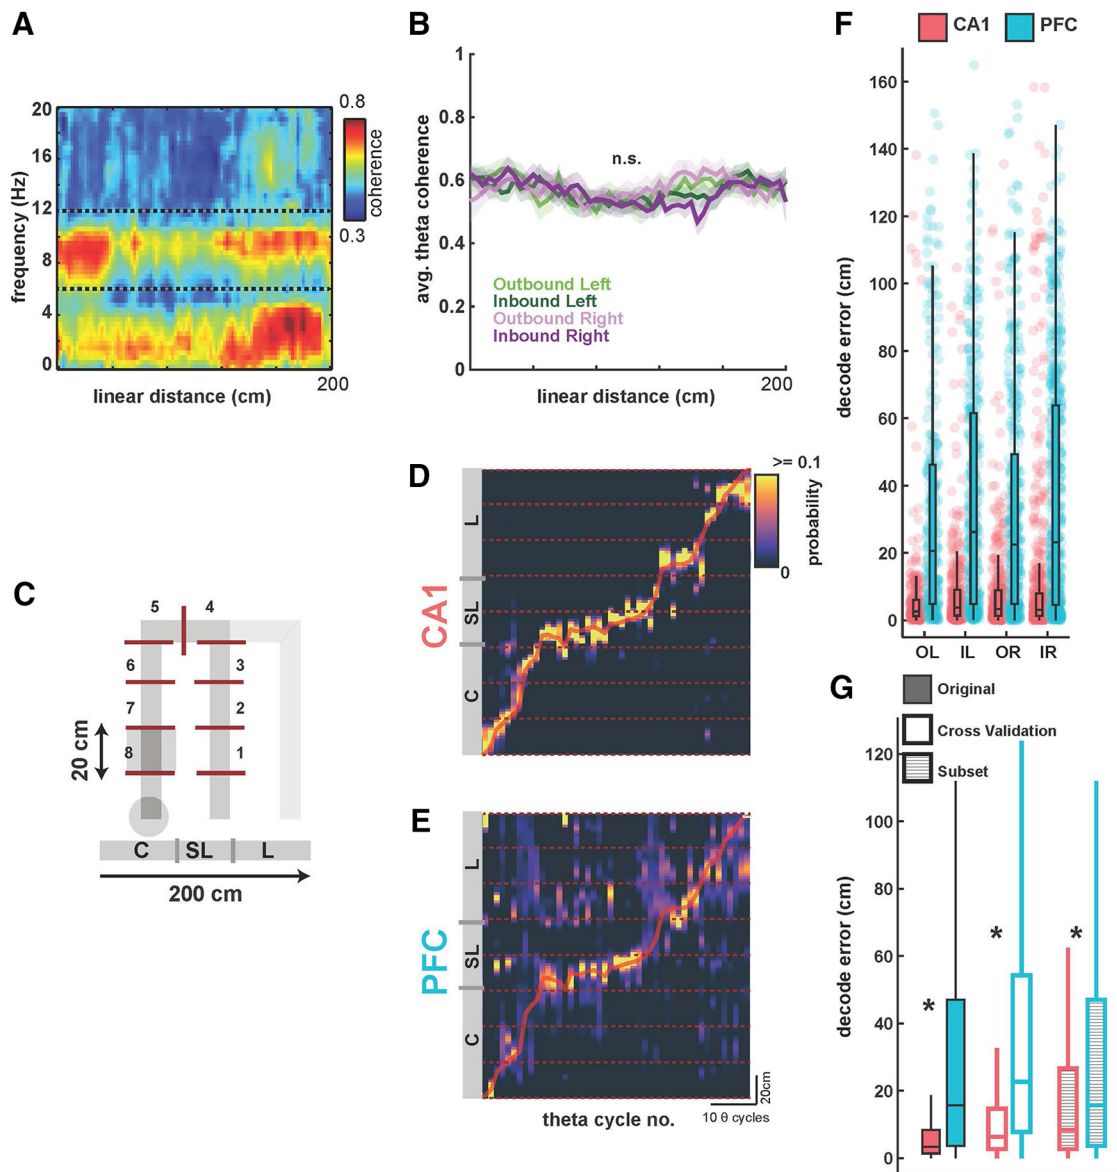 A
20
16
12
8
4
0
frequency (Hz)
200
linear distance (cm)
0.8
coherence
0.3
B
1
0.8
0.6
0.4
0.2
0
avg. theta coherence
n.s.
Outbound Left
Inbound Left
Outbound Right
Inbound Right
200
linear distance (cm)
C
5 4
6 3
7 2
8 1
20 cm
C SL L
200 cm
D
CA1
L
SL
C
>= 0.1
probability
0
E
PFC
L
SL
C
theta cycle no.
20cm
10 θ cycles
F
CA1 PFC
160
140
120
100
80
60
40
20
0
decode error (cm)
OL IL OR IR
G
Original
Cross Validation
Subset
120
100
80
60
40
20
0
decode error (cm)
*
*
*